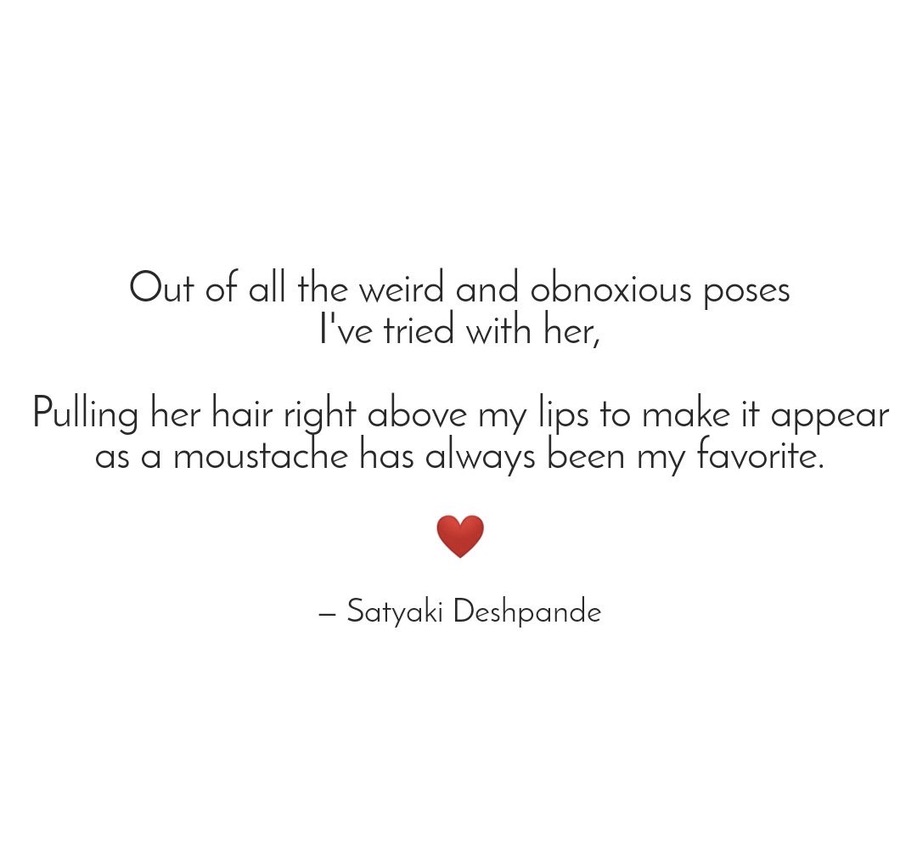 Out of all the weird and obnoxious poses
I've tried with her,
Pulling her hair right above my lips to make it appear
as a moustache has always been my favorite.
❤️
– Satyaki Deshpande